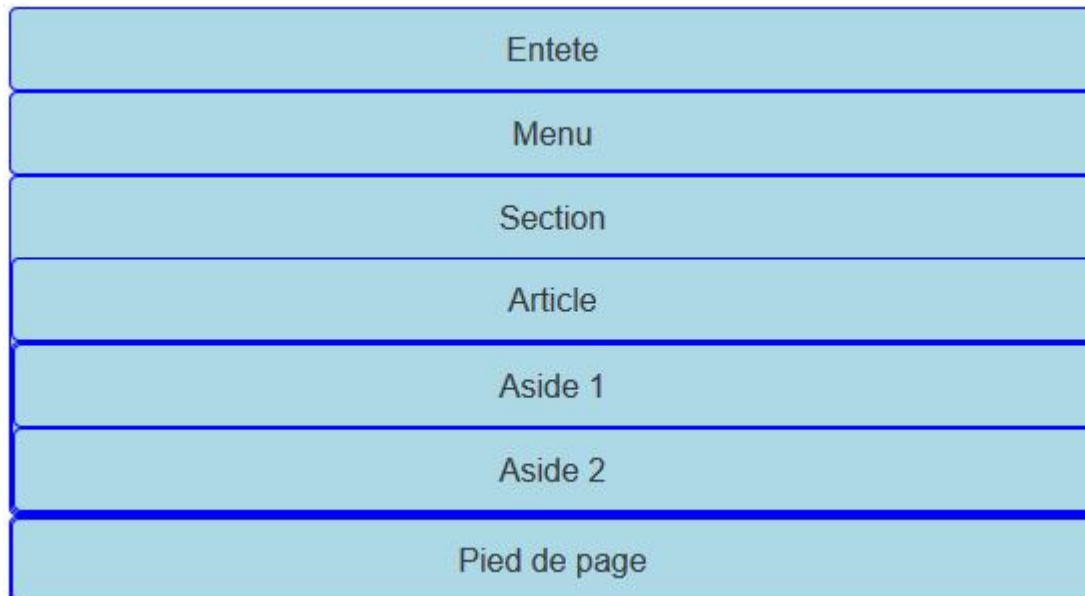 Entete
Menu
Section
Article
Aside 1
Aside 2
Pied de page